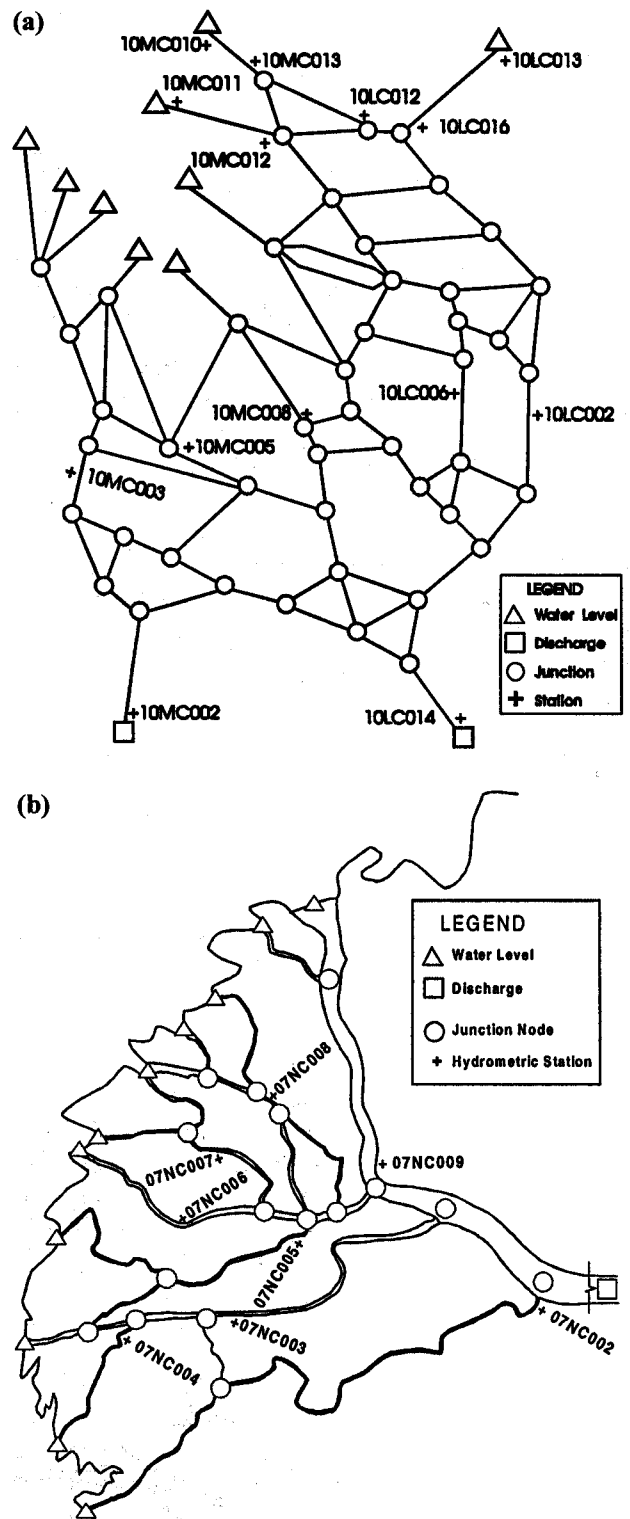 (a)
10MC010+
+10MC013
+10LC013
10MC011
+
10LC012
+
+ 10LC016
+
10MC012
10MC008 +
10LC006+
+10LC002
+10MC005
+ 10MC003
LEGEND
Water Level
Discharge
Junction
+ Station
+10MC002
10LC014 +
(b)
LEGEND
Water Level
Discharge
Junction Node
+ Hydrometric Station
+07NC008
+ 07NC009
07NC007+
+07NC006
07NC005+
+07NC003
+ 07NC004
+ 07NC002